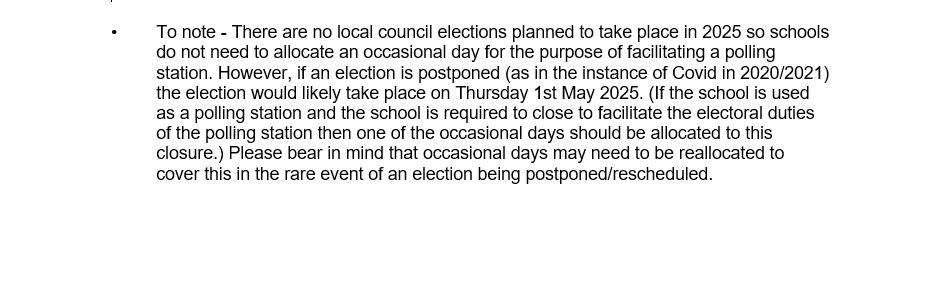 • To note - There are no local council elections planned to take place in 2025 so schools
do not need to allocate an occasional day for the purpose of facilitating a polling
station. However, if an election is postponed (as in the instance of Covid in 2020/2021)
the election would likely take place on Thursday 1st May 2025. (If the school is used
as a polling station and the school is required to close to facilitate the electoral duties
of the polling station then one of the occasional days should be allocated to this
closure.) Please bear in mind that occasional days may need to be reallocated to
cover this in the rare event of an election being postponed/rescheduled.